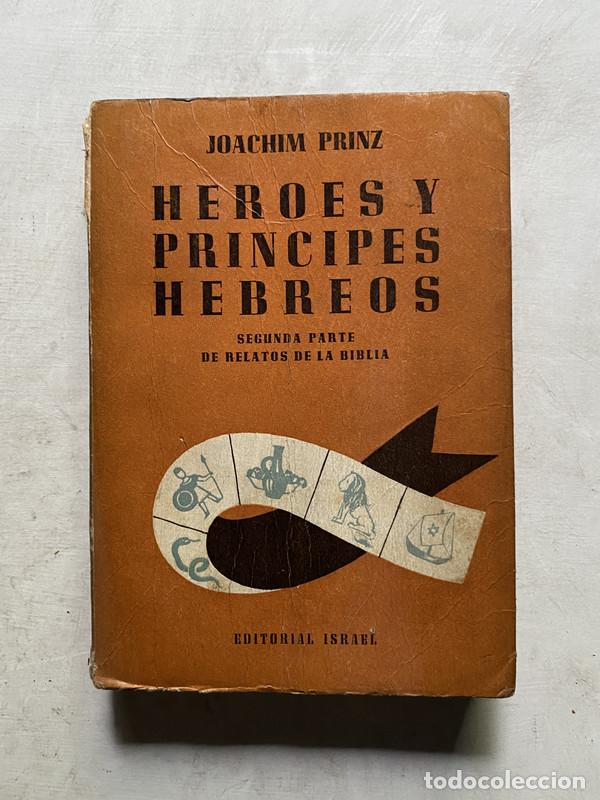 JOACHIM PRINZ
HEROES Y
PRINCIPES
HEBREOS
SEGUNDA PARTE
DE RELATOS DE LA BIBLIA
EDITORIAL ISRAEL
todocoleccion